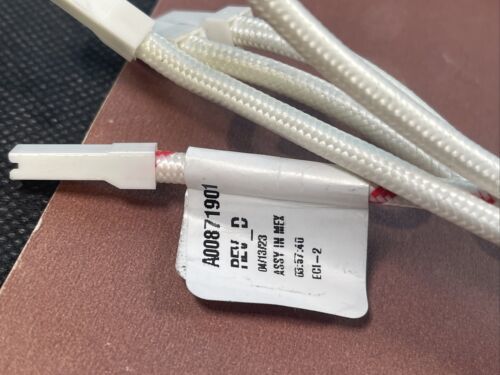 A00871901
REV_D
04/13/23
ASSY IN MEX
03:57:40
ECI-2